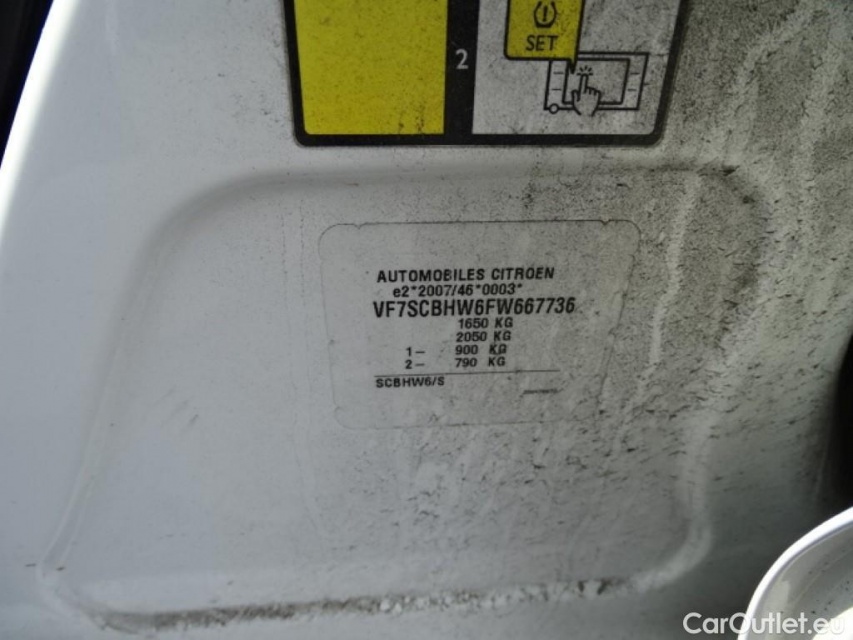 SET
2
AUTOMOBILES CITROEN
e2*2007/46*0003*
VF7SCBHW6FW667736
1650 KG
2050 KG
1- 900 KG
2- 790 KG
SCBHW6/S
CarOutlet.eu